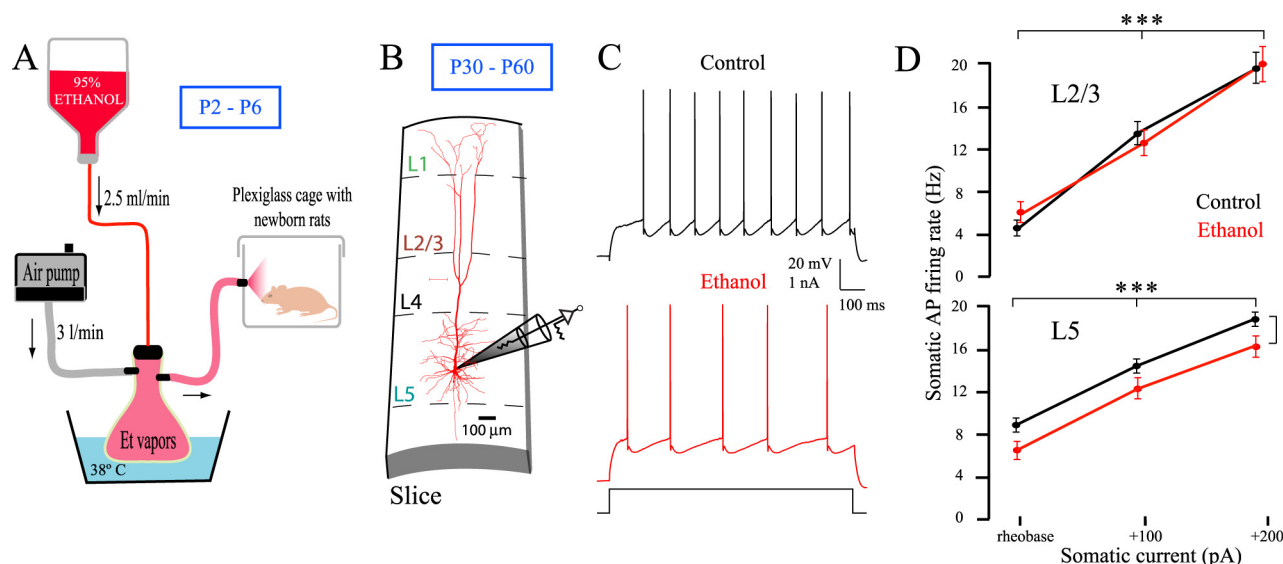 A
95%
ETHANOL
P2 - P6
2.5 ml/min
Plexiglass cage with
newborn rats
Air pump
3 l/min
Et vapors
38º C
B
P30 - P60
L1
L2/3
L4
L5
100 µm
Slice
C
Control
20 mV
1 nA
100 ms
Ethanol
D
***
L2/3
20
16
12
8
4
0
Control
Ethanol
Somatic AP firing rate (Hz)
***
L5
20
16
12
8
4
0
rheobase
+100
+200
Somatic current (pA)